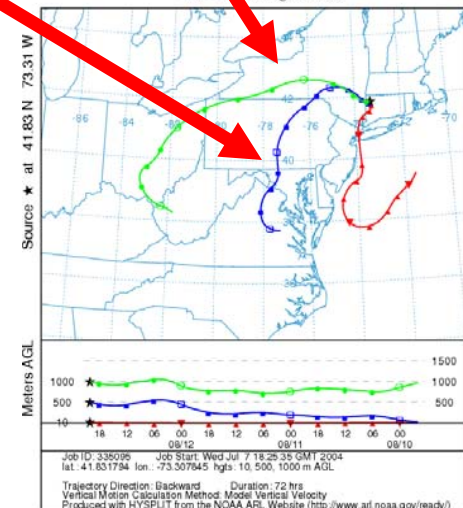 Source ★ at 41.83 N 73.31 W
-86 -84 -82 -78 -76 -70
42
40
Meters AGL
1500
1000 1000
500 500
10
18 12 06 00 18 12 06 00 18 12 06 00
08/12 08/11 08/10
Job ID: 335095 Job Start: Wed Jul 7 18:25:35 GMT 2004
lat.: 41.831794 lon.: -73.307845 hgts: 10, 500, 1000 m AGL
Trajectory Direction: Backward Duration: 72 hrs
Vertical Motion Calculation Method: Model Vertical Velocity
Produced with HYSPLIT from the NOAA ARL Website (http://www.arl.noaa.gov/ready/)